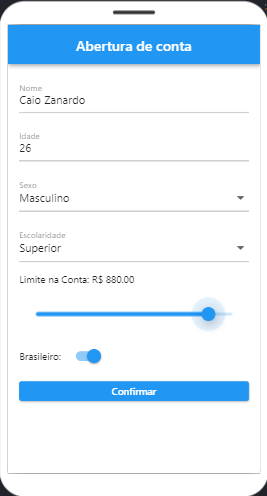 Abertura de conta
Nome
Caio Zanardo
Idade
26
Sexo
Masculino
Escolaridade
Superior
Limite na Conta: R$ 880.00
Brasileiro:
Confirmar